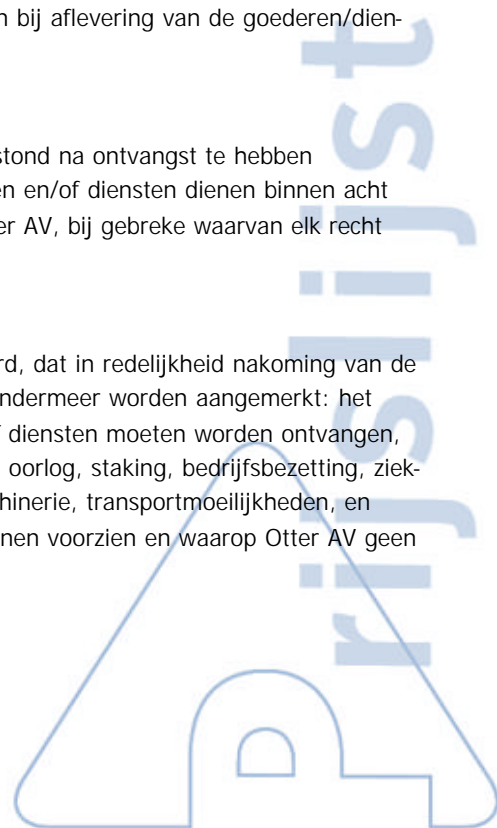 n bij aflevering van de goederen/dien-
stond na ontvangst te hebben
en en/of diensten dienen binnen acht
er AV, bij gebreke waarvan elk recht
rd, dat in redelijkheid nakoming van de
ndermeer worden aangemerkt: het
diensten moeten worden ontvangen,
oorlog, staking, bedrijfsbezetting, ziek-
hinerie, transportmoeilijkheden, en
nen voorzien en waarop Otter AV geen
Prijslijst